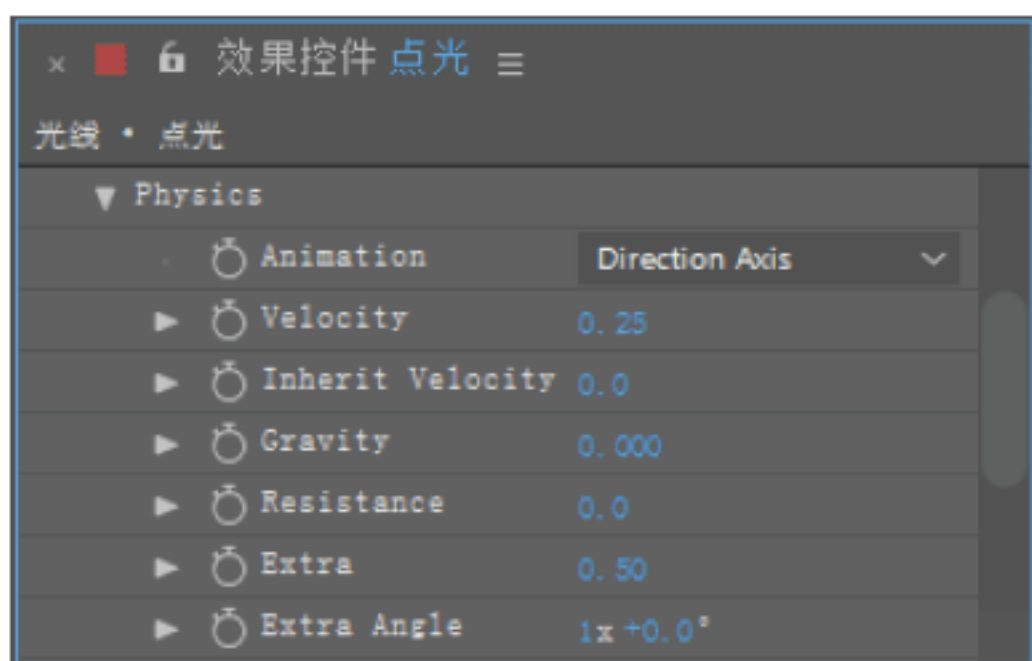 × 效果控件 点光 ≡
光线 • 点光
Physics
Animation Direction Axis
Velocity 0.25
Inherit Velocity 0.0
Gravity 0.000
Resistance 0.0
Extra 0.50
Extra Angle 1x+0.0°